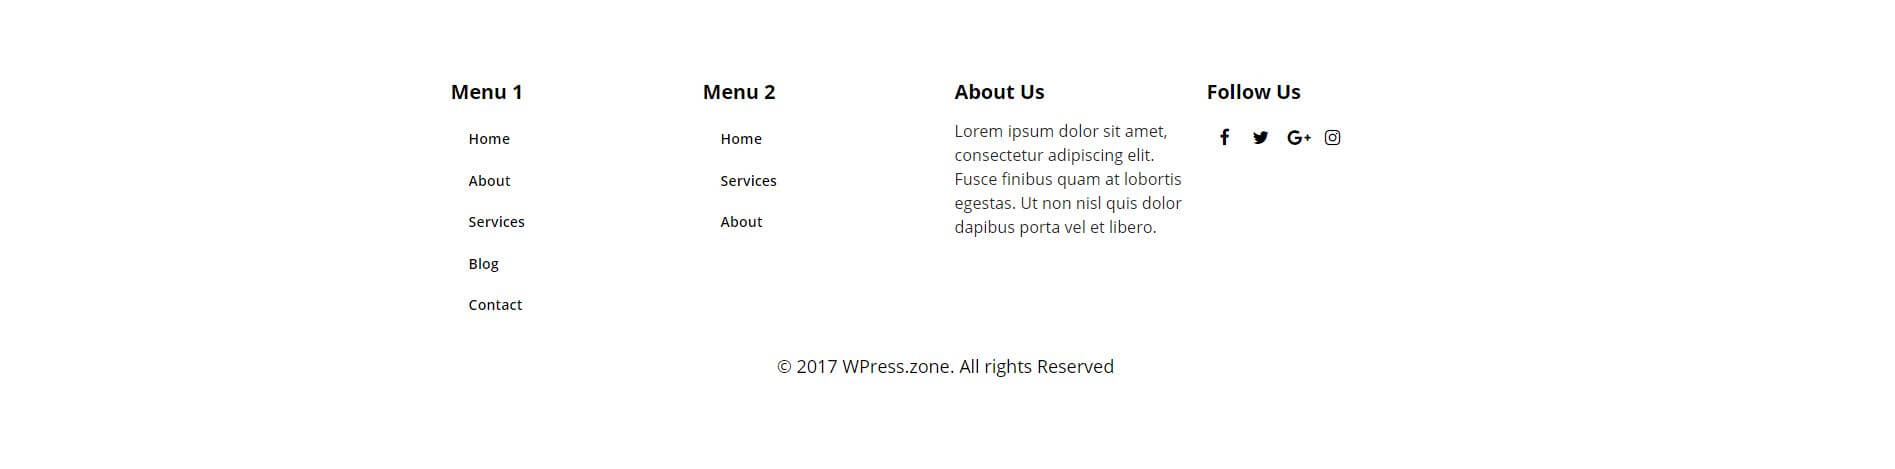 Menu 1
Home
About
Services
Blog
Contact
Menu 2
Home
Services
About
About Us
Lorem ipsum dolor sit amet,
consectetur adipiscing elit.
Fusce finibus quam at lobortis
egestas. Ut non nisl quis dolor
dapibus porta vel et libero.
Follow Us
© 2017 WPress.zone. All rights Reserved